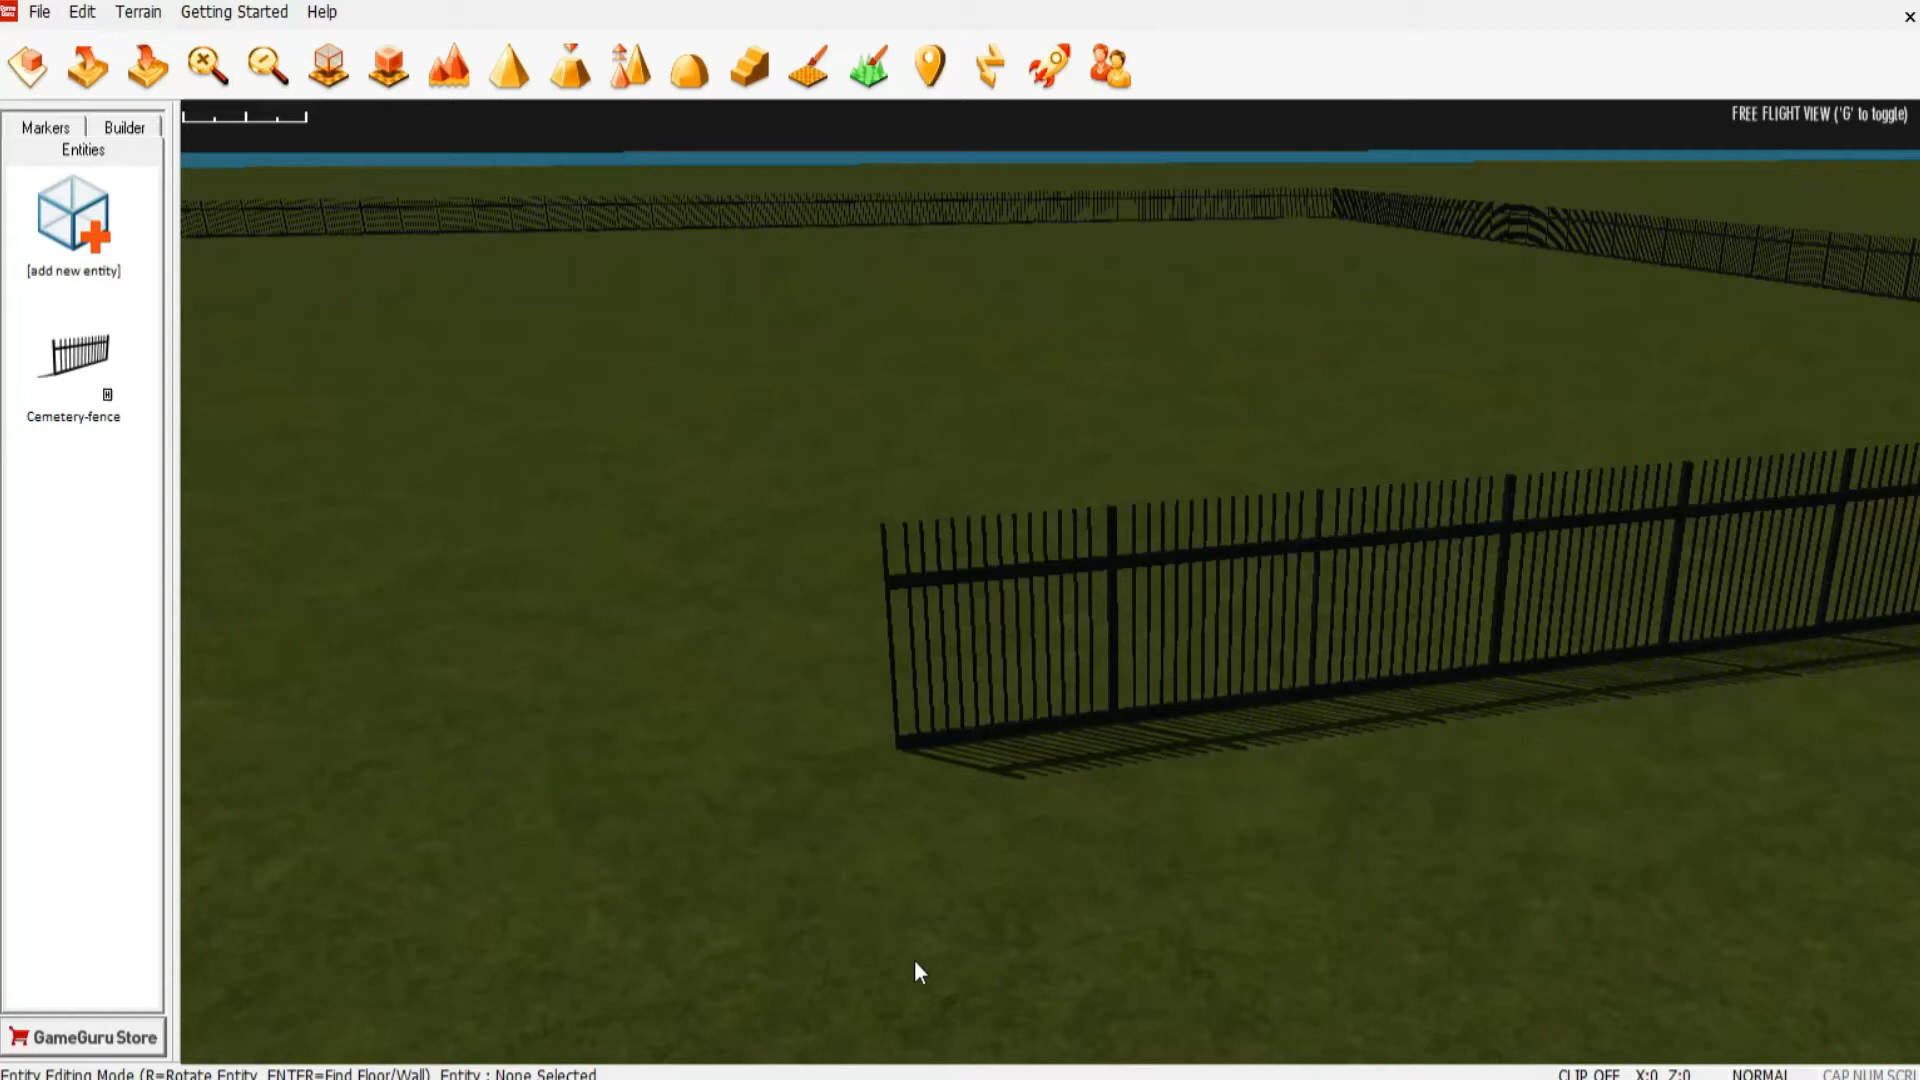 File Edit Terrain Getting Started Help
FREE FLIGHT VIEW ('G' to toggle)
Markers Builder
Entities
[add new entity]
H
Cemetery-fence
GameGuru Store
Entity Editing Mode (R=Rotate Entity, ENTER=Find Floor/Wall) Entity : None Selected
CLIP OFF X:0 Z:0 NORMAL CAP NUM SCRL